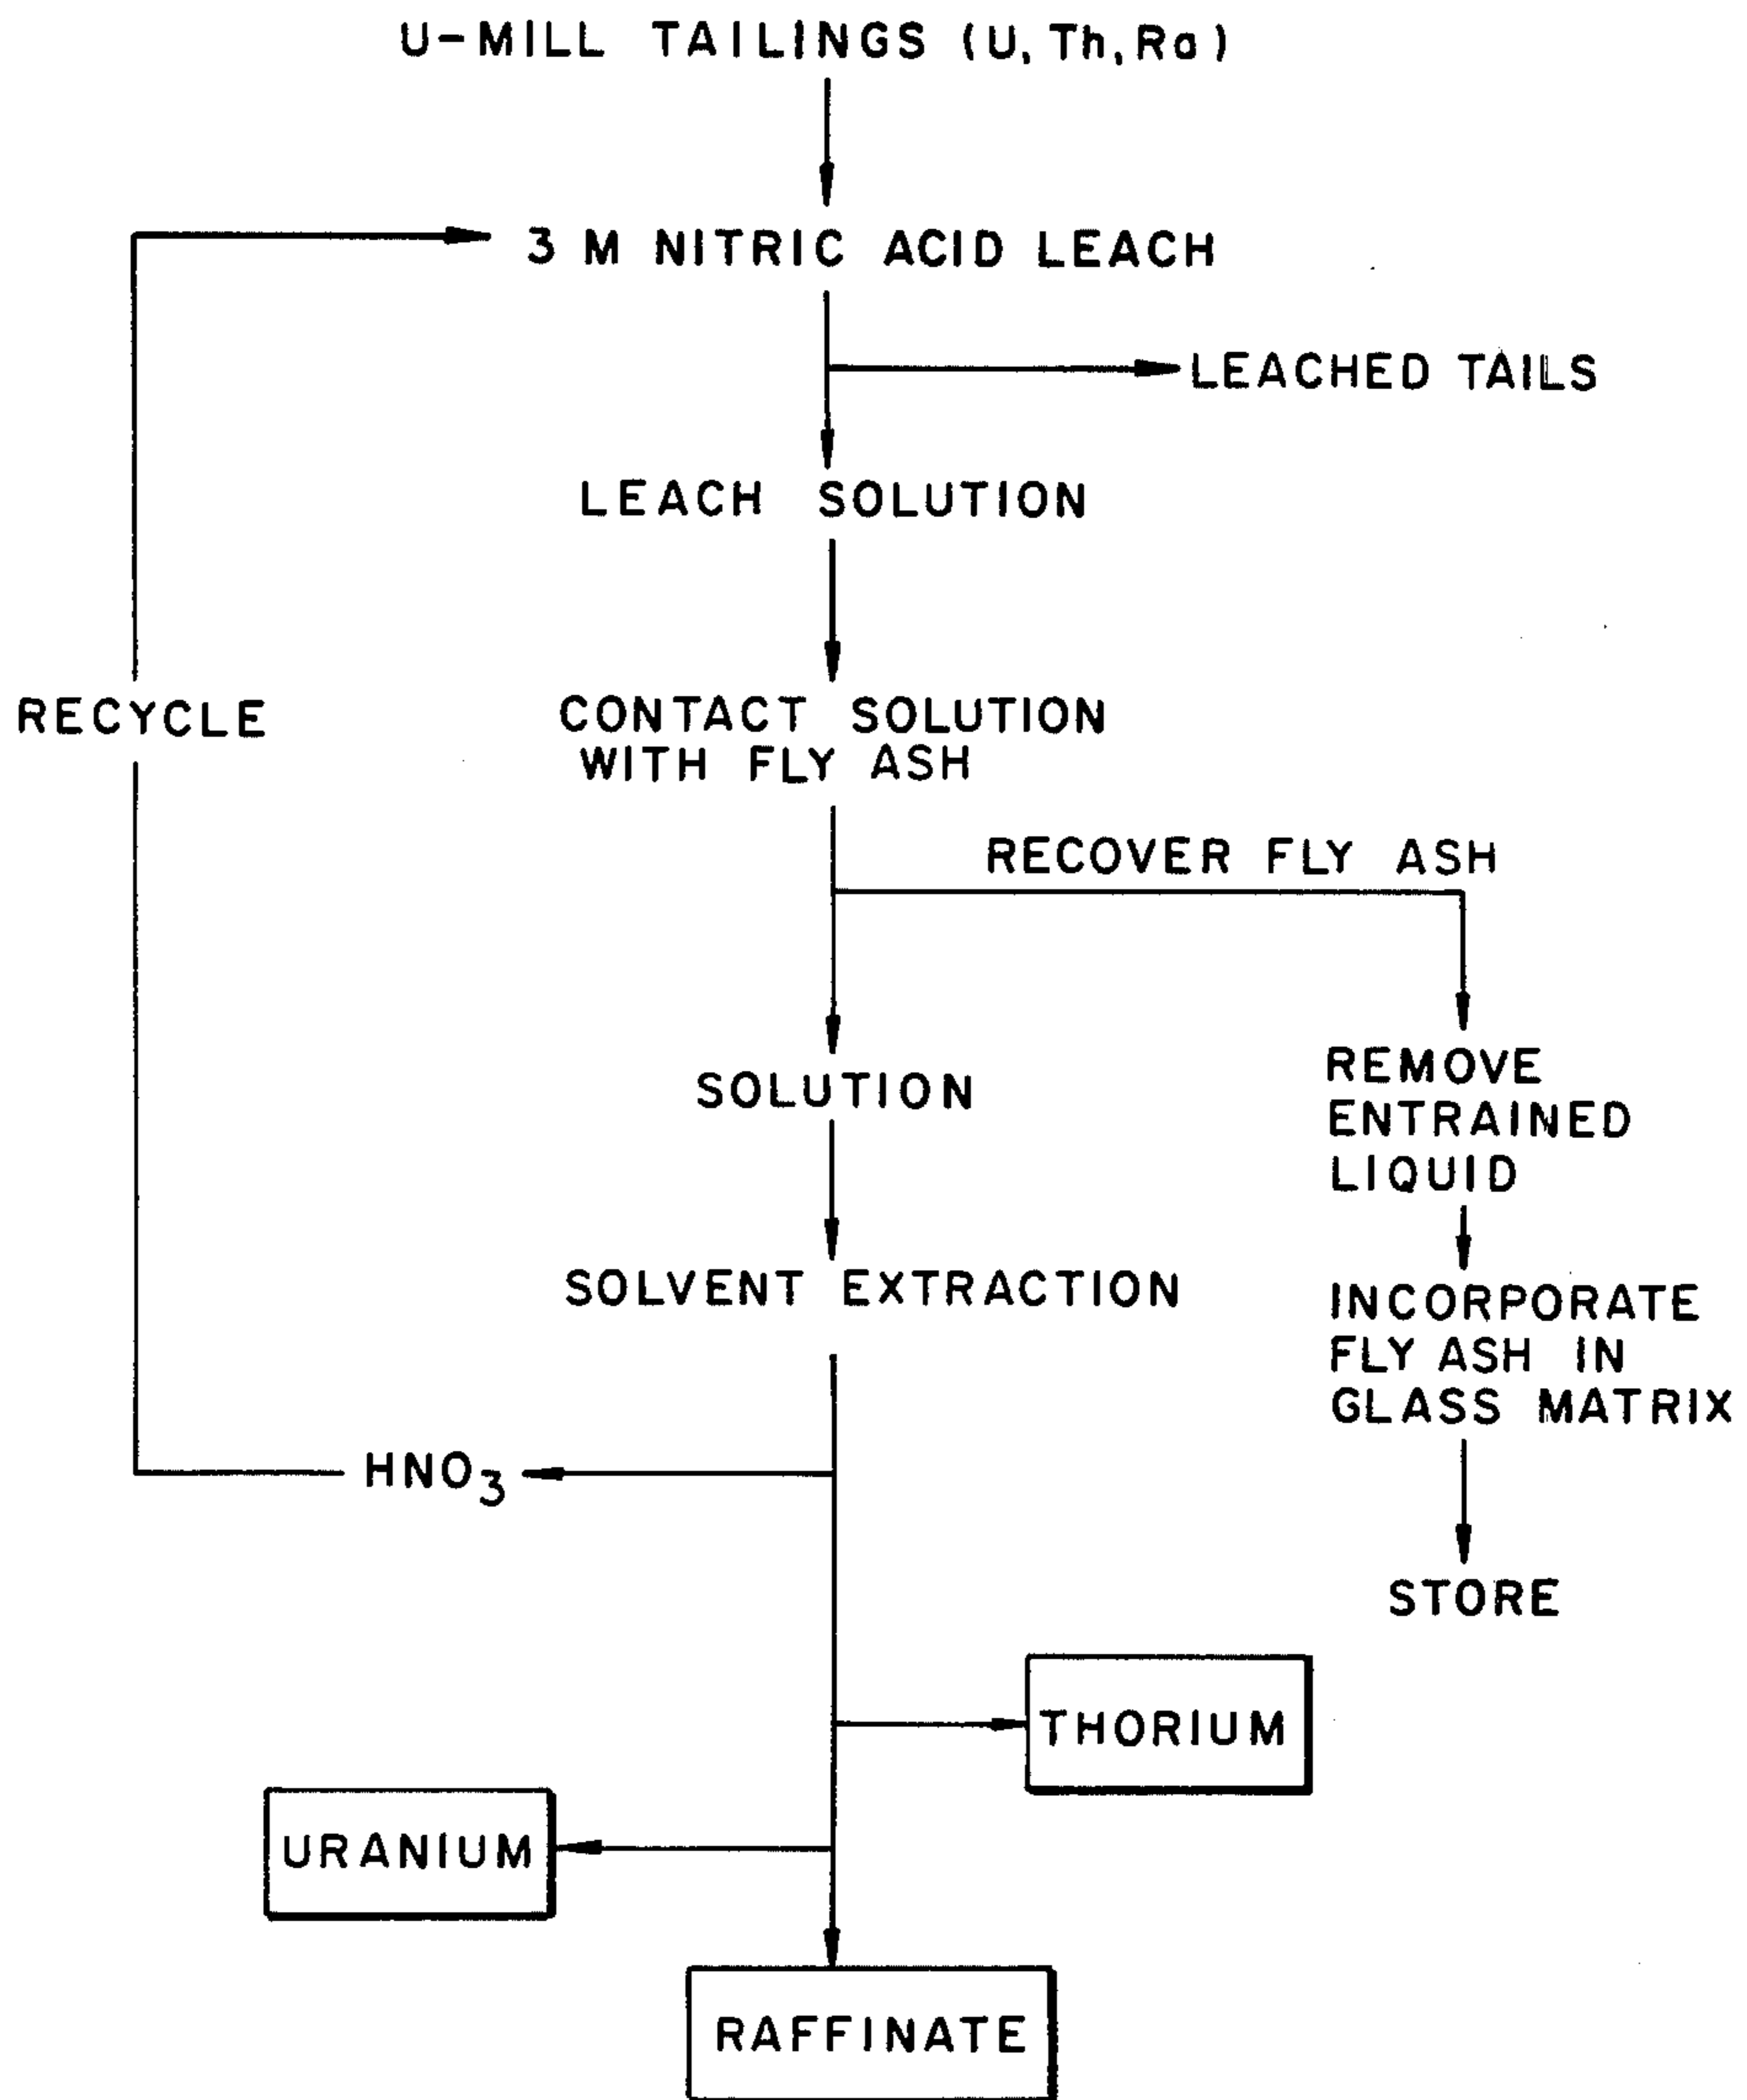 U-MILL TAILINGS (U, Th, Ra)
3 M NITRIC ACID LEACH
LEACHED TAILS
LEACH SOLUTION
RECYCLE
CONTACT SOLUTION
WITH FLY ASH
RECOVER FLY ASH
SOLUTION
REMOVE
ENTRAINED
LIQUID
SOLVENT EXTRACTION
INCORPORATE
FLY ASH IN
GLASS MATRIX
HNO₃
STORE
THORIUM
URANIUM
RAFFINATE